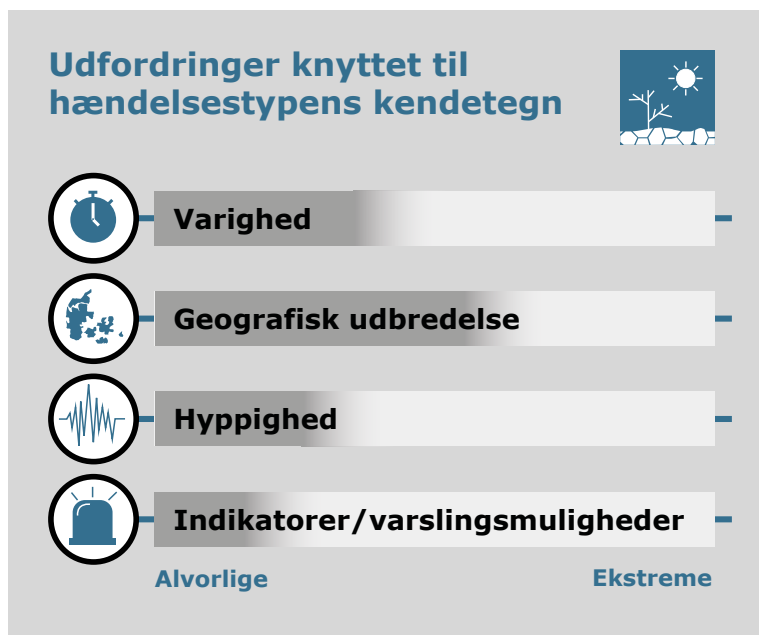 Udfordringer knyttet til
hændelsestypens kendetegn
Varighed
Geografisk udbredelse
Hyppighed
Indikatorer/varslingsmuligheder
Alvorlige
Ekstreme